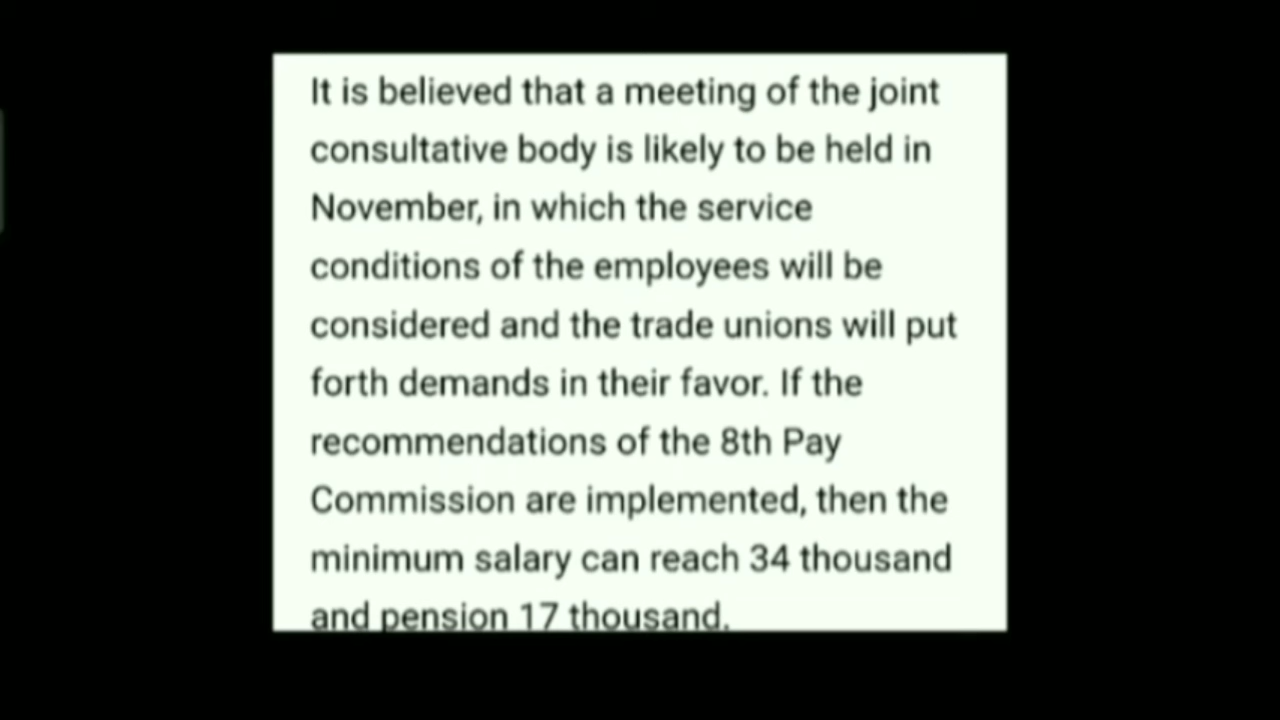 It is believed that a meeting of the joint
consultative body is likely to be held in
November, in which the service
conditions of the employees will be
considered and the trade unions will put
forth demands in their favor. If the
recommendations of the 8th Pay
Commission are implemented, then the
minimum salary can reach 34 thousand
and pension 17 thousand.